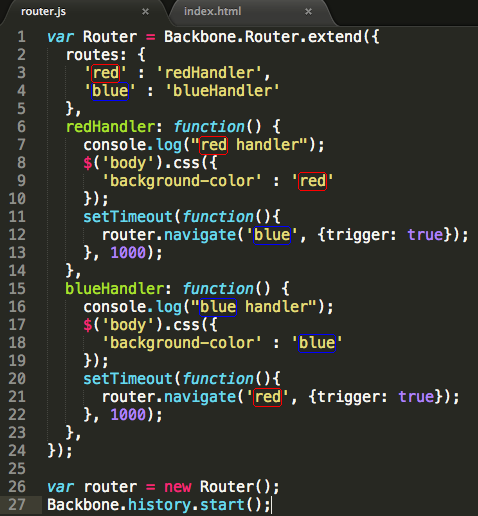 router.js × index.html ×
1 var Router = Backbone.Router.extend({
2   routes: {
3     'red' : 'redHandler',
4     'blue' : 'blueHandler'
5   },
6   redHandler: function() {
7     console.log("red handler");
8     $('body').css({
9       'background-color' : 'red'
10     });
11     setTimeout(function(){
12       router.navigate('blue', {trigger: true});
13     }, 1000);
14   },
15   blueHandler: function() {
16     console.log("blue handler");
17     $('body').css({
18       'background-color' : 'blue'
19     });
20     setTimeout(function(){
21       router.navigate('red', {trigger: true});
22     }, 1000);
23   },
24 });
25
26 var router = new Router();
27 Backbone.history.start();